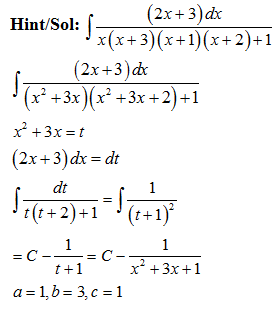 Hint/Sol: ∫ (2x+3)dx / x(x+3)(x+1)(x+2)+1
∫ (2x+3)dx / (x² +3x)(x² +3x+2)+1
x² +3x = t
(2x+3)dx = dt
∫ dt / t(t+2)+1 = ∫ 1 / (t+1)²
= C − 1 / t+1 = C − 1 / x² +3x+1
a = 1, b = 3, c = 1